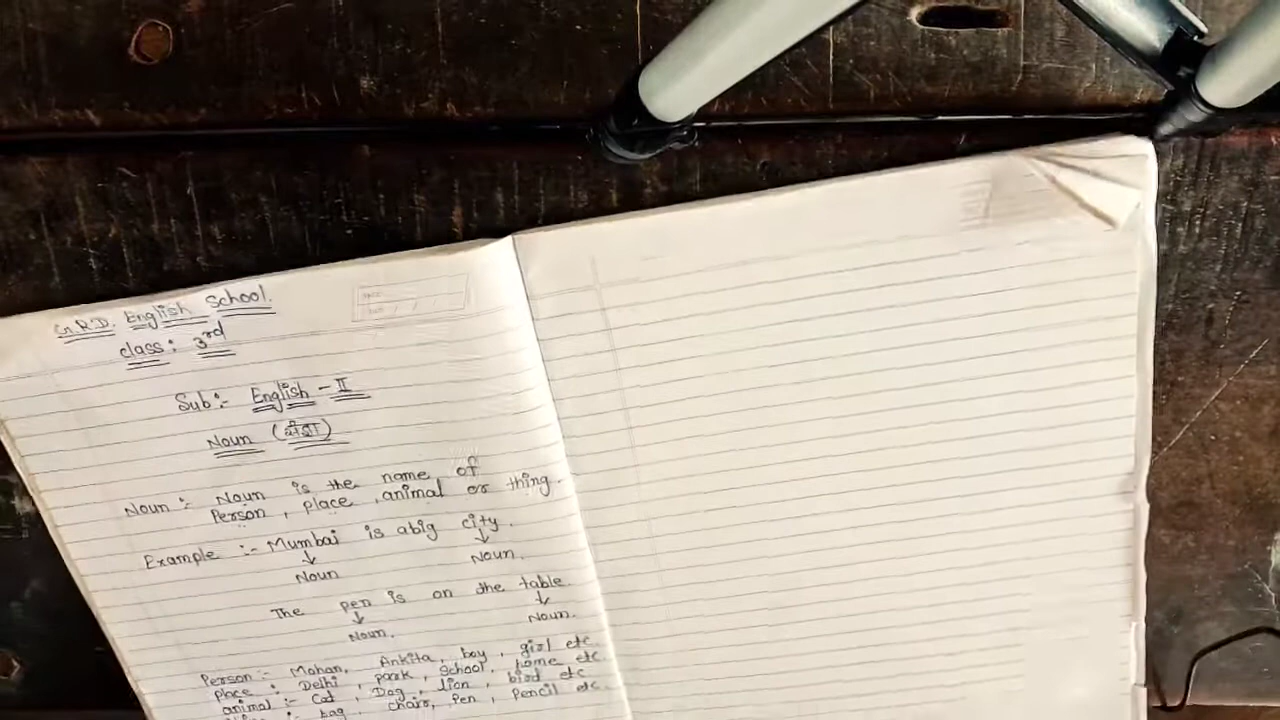 G.R.D. English School.
class: 3rd
Sub:- English - II
Noun (संज्ञा)
Noun :- Noun is the name of
Person, place, animal or thing.
Example :- Mumbai is abig city.
↓ ↓
Noun Noun.
The pen is on the table.
↓ ↓
Noun. Noun.
Person :- Mohan, Ankita, boy, girl etc.
place : Delhi, park, school, home etc.
animal :- Cat, Dog, lion, bird etc
:- bag, chair, Pen, Pencil etc.